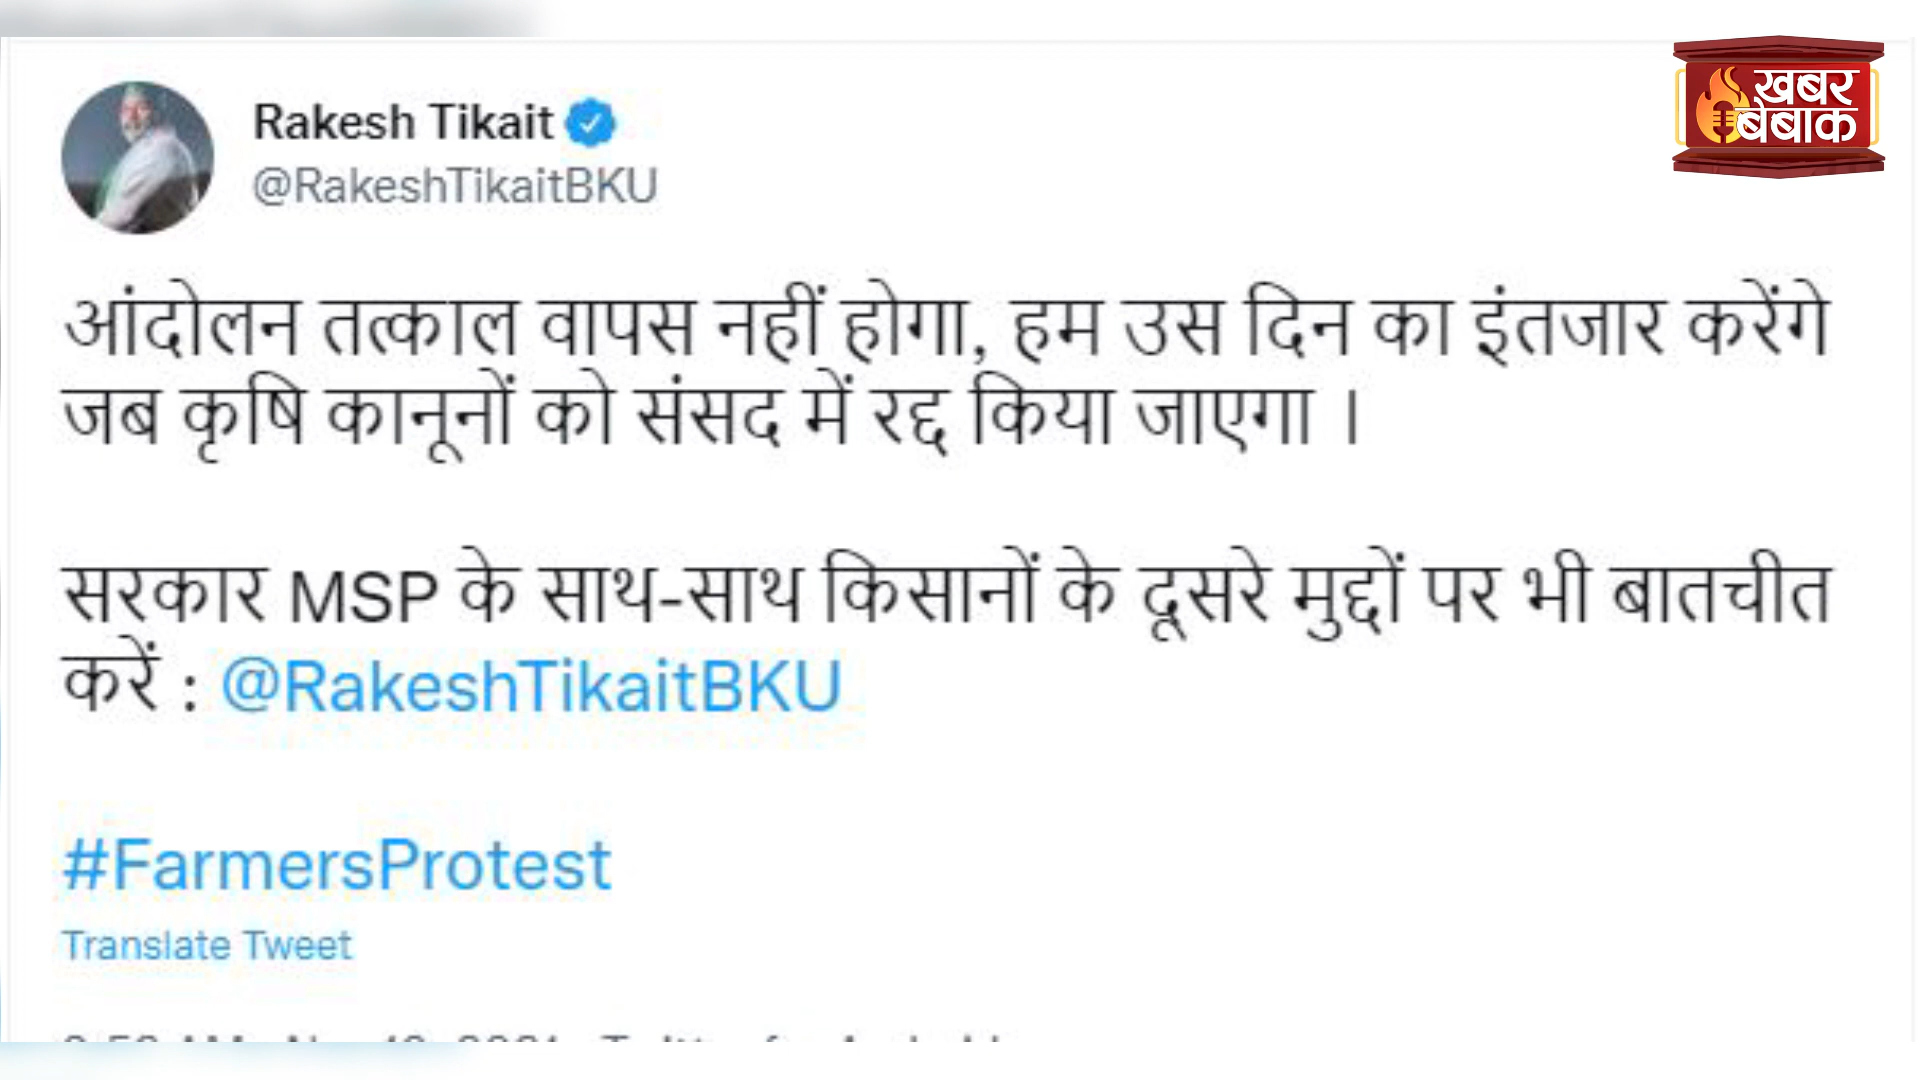 Rakesh Tikait
खबर
बेबाक
@RakeshTikaitBKU
आंदोलन तत्काल वापस नहीं होगा, हम उस दिन का इंतजार करेंगे
जब कृषि कानूनों को संसद में रद्द किया जाएगा ।
सरकार MSP के साथ-साथ किसानों के दूसरे मुद्दों पर भी बातचीत
करें : @RakeshTikaitBKU
#FarmersProtest
Translate Tweet